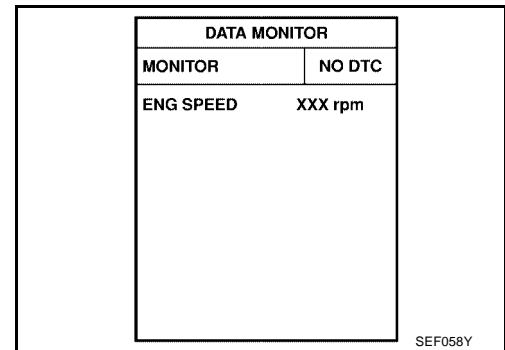 DATA MONITOR
MONITOR NO DTC
ENG SPEED XXX rpm
SEF058Y